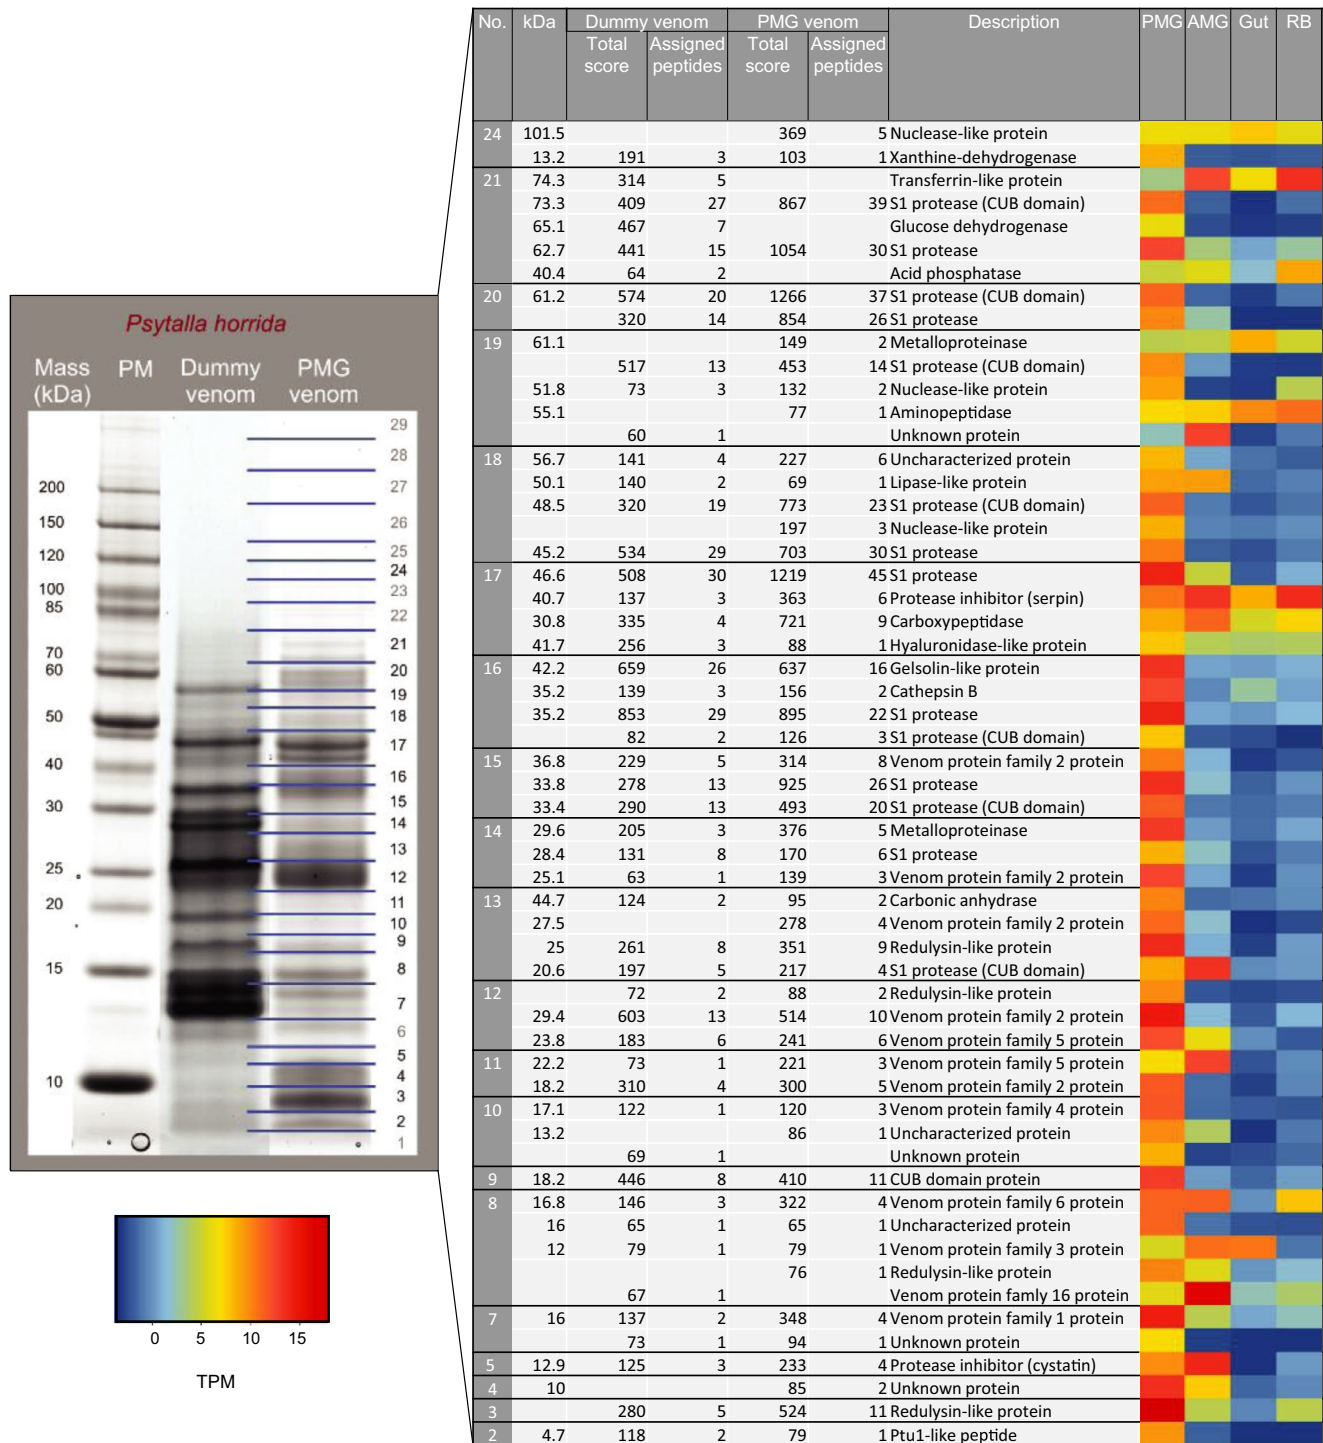 Psytalla horrida
Mass (kDa) PM Dummy venom PMG venom
200
150
120
100
85
70
60
50
40
30
25
20
15
10
29
28
27
26
25
24
23
22
21
20
19
18
17
16
15
14
13
12
11
10
9
8
7
6
5
4
3
2
1
0 5 10 15
TPM
No. kDa Dummy venom PMG venom Description PMG AMG Gut RB
Total score Assigned peptides Total score Assigned peptides
24 101.5 369 5 Nuclease-like protein
13.2 191 3 103 1 Xanthine-dehydrogenase
21 74.3 314 5 Transferrin-like protein
73.3 409 27 867 39 S1 protease (CUB domain)
65.1 467 7 Glucose dehydrogenase
62.7 441 15 1054 30 S1 protease
40.4 64 2 Acid phosphatase
20 61.2 574 20 1266 37 S1 protease (CUB domain)
320 14 854 26 S1 protease
19 61.1 149 2 Metalloproteinase
517 13 453 14 S1 protease (CUB domain)
51.8 73 3 132 2 Nuclease-like protein
55.1 77 1 Aminopeptidase
60 1 Unknown protein
18 56.7 141 4 227 6 Uncharacterized protein
50.1 140 2 69 1 Lipase-like protein
48.5 320 19 773 23 S1 protease (CUB domain)
197 3 Nuclease-like protein
45.2 534 29 703 30 S1 protease
17 46.6 508 30 1219 45 S1 protease
40.7 137 3 363 6 Protease inhibitor (serpin)
30.8 335 4 721 9 Carboxypeptidase
41.7 256 3 88 1 Hyaluronidase-like protein
16 42.2 659 26 637 16 Gelsolin-like protein
35.2 139 3 156 2 Cathepsin B
35.2 853 29 895 22 S1 protease
82 2 126 3 S1 protease (CUB domain)
15 36.8 229 5 314 8 Venom protein family 2 protein
33.8 278 13 925 26 S1 protease
33.4 290 13 493 20 S1 protease (CUB domain)
14 29.6 205 3 376 5 Metalloproteinase
28.4 131 8 170 6 S1 protease
25.1 63 1 139 3 Venom protein family 2 protein
13 44.7 124 2 95 2 Carbonic anhydrase
27.5 278 4 Venom protein family 2 protein
25 261 8 351 9 Redulysin-like protein
20.6 197 5 217 4 S1 protease (CUB domain)
12 72 2 88 2 Redulysin-like protein
29.4 603 13 514 10 Venom protein family 2 protein
23.8 183 6 241 6 Venom protein family 5 protein
11 22.2 73 1 221 3 Venom protein family 5 protein
18.2 310 4 300 5 Venom protein family 2 protein
10 17.1 122 1 120 3 Venom protein family 4 protein
13.2 86 1 Uncharacterized protein
69 1 Unknown protein
9 18.2 446 8 410 11 CUB domain protein
8 16.8 146 3 322 4 Venom protein family 6 protein
16 65 1 65 1 Uncharacterized protein
12 79 1 79 1 Venom protein family 3 protein
76 1 Redulysin-like protein
67 1 Venom protein famly 16 protein
7 16 137 2 348 4 Venom protein family 1 protein
73 1 94 1 Unknown protein
5 12.9 125 3 233 4 Protease inhibitor (cystatin)
4 10 85 2 Unknown protein
3 280 5 524 11 Redulysin-like protein
2 4.7 118 2 79 1 Ptu1-like peptide